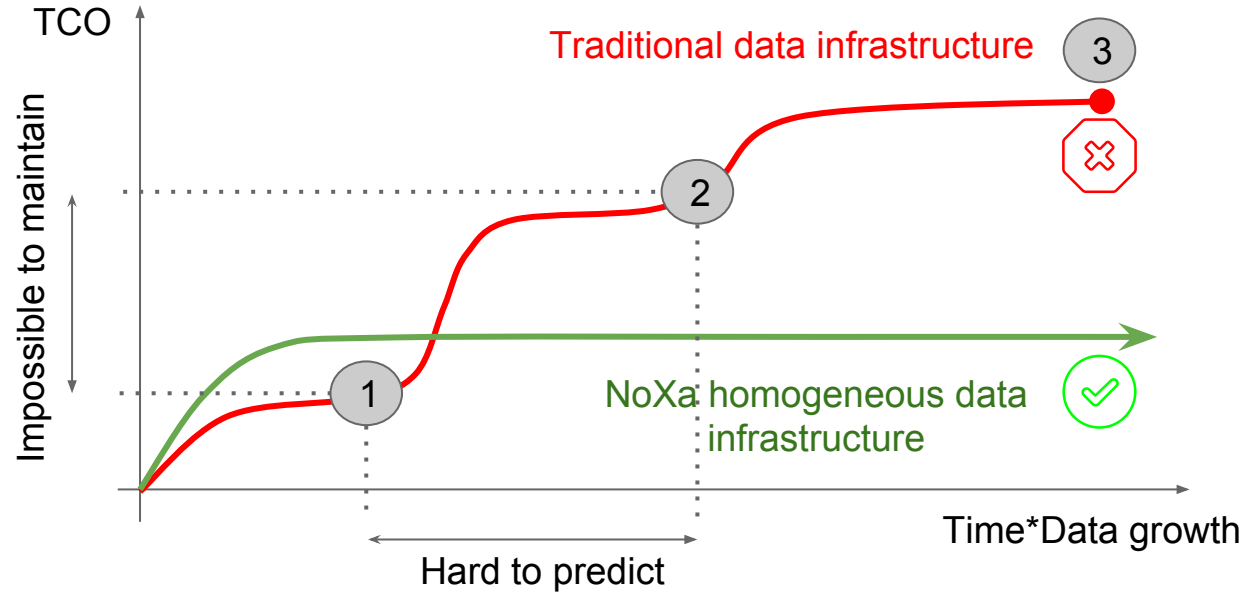 TCO
Traditional data infrastructure
3
2
Impossible to maintain
1
NoXa homogeneous data
infrastructure
Time*Data growth
Hard to predict